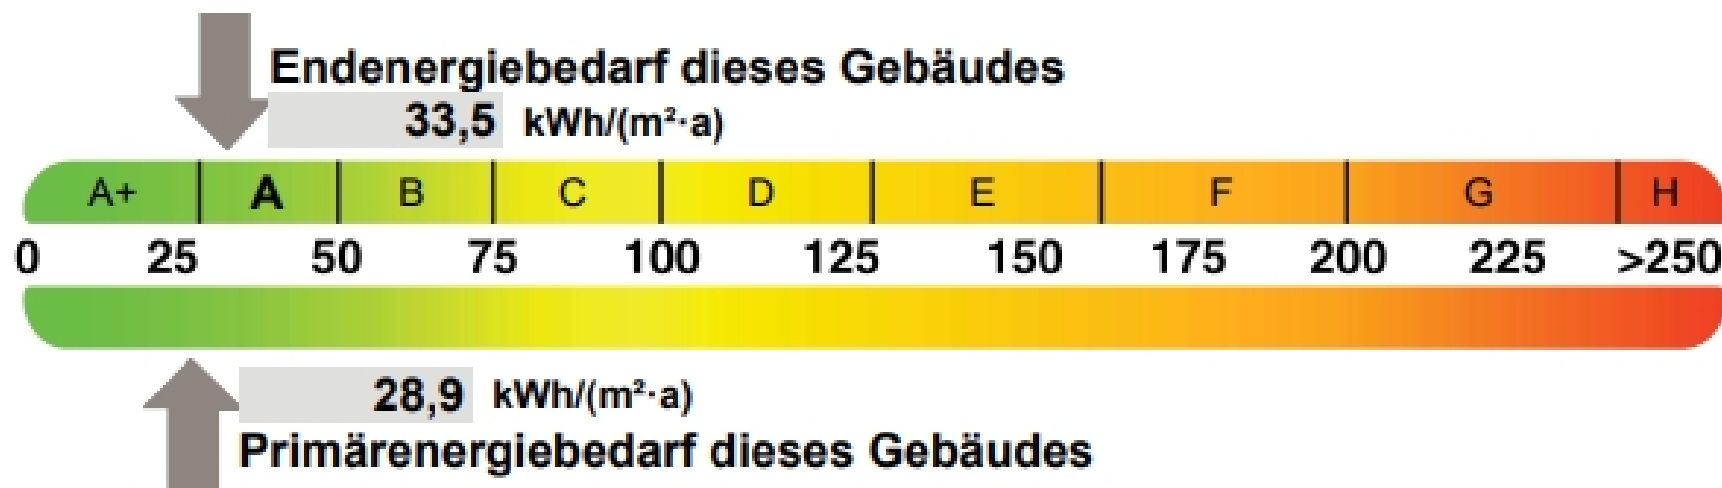 Endenergiebedarf dieses Gebäudes
33,5 kWh/(m²·a)
A+ A B C D E F G H
0 25 50 75 100 125 150 175 200 225 >250
28,9 kWh/(m²·a)
Primärenergiebedarf dieses Gebäudes